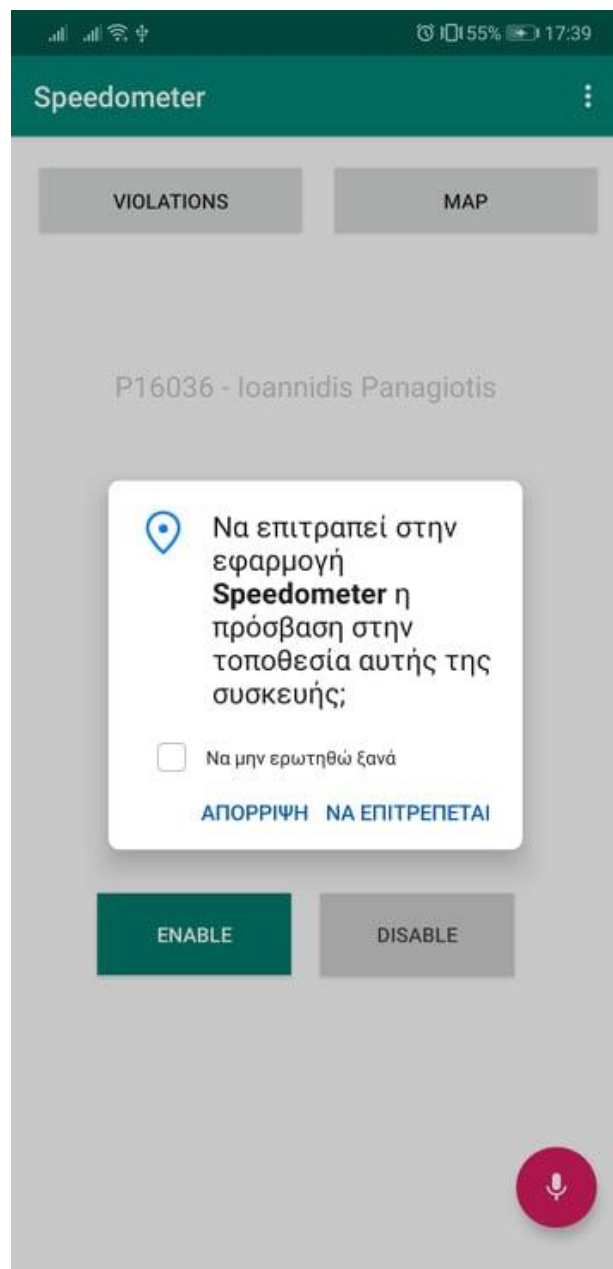 55% 17:39
Speedometer
VIOLATIONS MAP
P16036 - Ioannidis Panagiotis
Να επιτραπεί στην
εφαρμογή
Speedometer η
πρόσβαση στην
τοποθεσία αυτής της
συσκευής;
Να μην ερωτηθώ ξανά
ΑΠΟΡΡΙΨΗ ΝΑ ΕΠΙΤΡΕΠΕΤΑΙ
ENABLE DISABLE